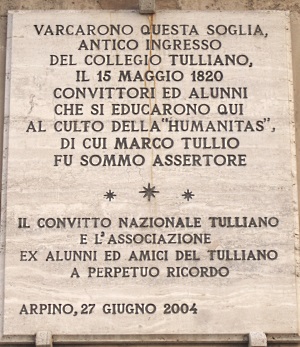 VARCARONO QUESTA SOGLIA,
ANTICO INGRESSO
DEL COLLEGIO TULLIANO,
IL 15 MAGGIO 1820
CONVITTORI ED ALUNNI
CHE SI EDUCARONO QUI
AL CULTO DELLA "HUMANITAS",
DI CUI MARCO TULLIO
FU SOMMO ASSERTORE
IL CONVITTO NAZIONALE TULLIANO
E L'ASSOCIAZIONE
EX ALUNNI ED AMICI DEL TULLIANO
A PERPETUO RICORDO
ARPINO, 27 GIUGNO 2004